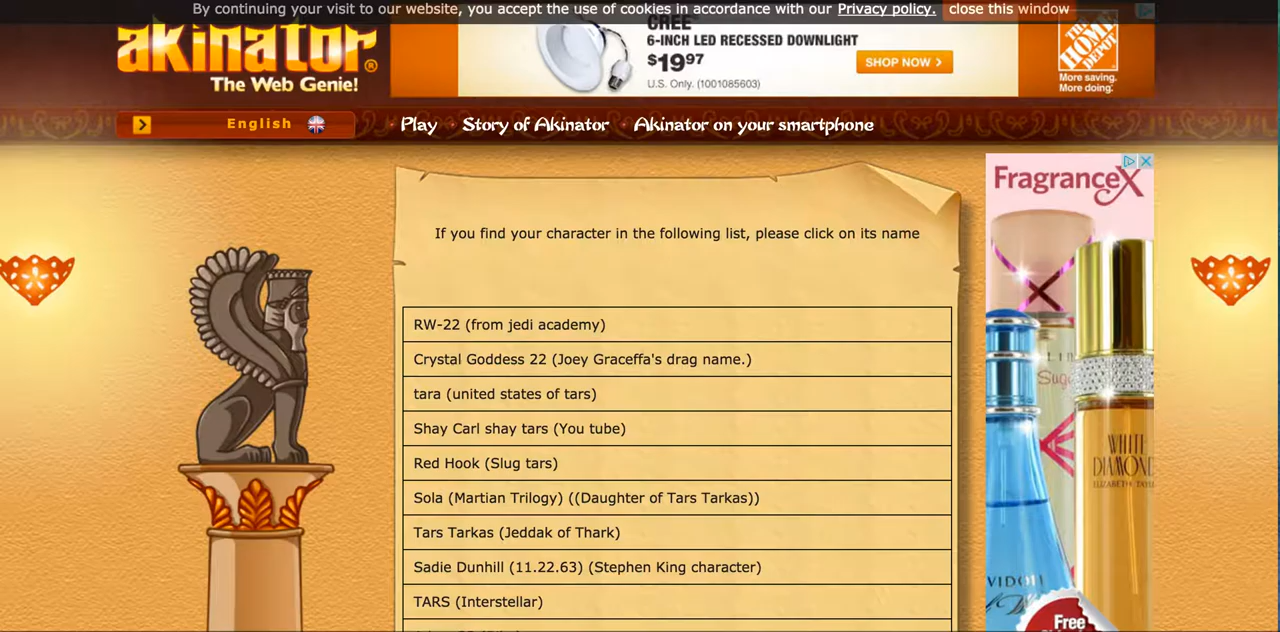 By continuing your visit to our website, you accept the use of cookies in accordance with our Privacy policy. close this window
akinator®
The Web Genie!
CREE
6-INCH LED RECESSED DOWNLIGHT
$19.97
U.S. Only. (1001085603)
SHOP NOW >
THE HOME DEPOT
More saving.
More doing.
English
Play
Story of Akinator
Akinator on your smartphone
If you find your character in the following list, please click on its name
RW-22 (from jedi academy)
Crystal Goddess 22 (Joey Graceffa's drag name.)
tara (united states of tars)
Shay Carl shay tars (You tube)
Red Hook (Slug tars)
Sola (Martian Trilogy) ((Daughter of Tars Tarkas))
Tars Tarkas (Jeddak of Thark)
Sadie Dunhill (11.22.63) (Stephen King character)
TARS (Interstellar)
FragranceX
WHITE
Free